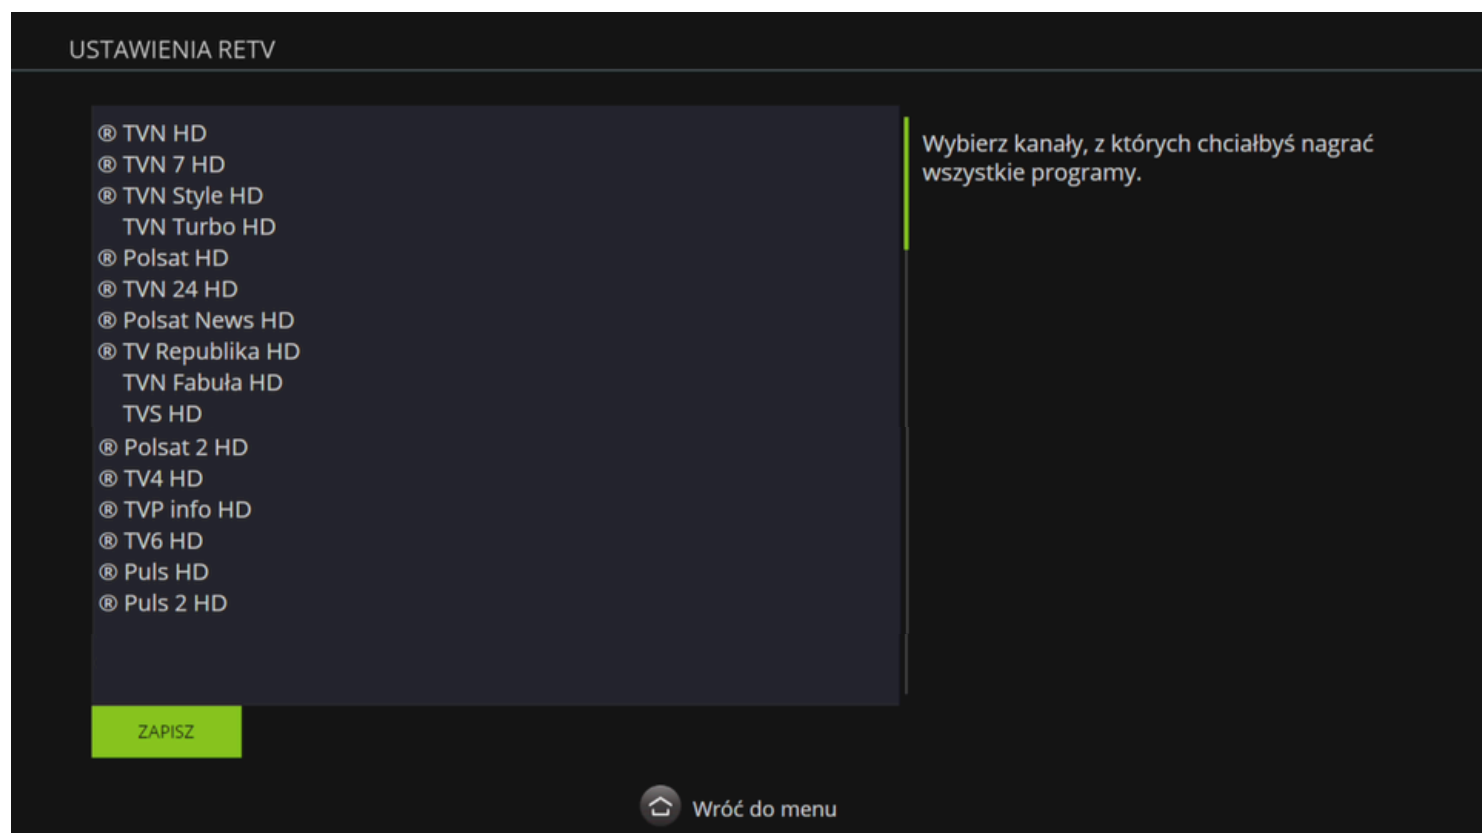 USTAWIENIA RETV
® TVN HD
® TVN 7 HD
® TVN Style HD
TVN Turbo HD
® Polsat HD
® TVN 24 HD
® Polsat News HD
® TV Republika HD
TVN Fabuła HD
TVS HD
® Polsat 2 HD
® TV4 HD
® TVP info HD
® TV6 HD
® Puls HD
® Puls 2 HD
Wybierz kanały, z których chciałbyś nagrać
wszystkie programy.
ZAPISZ
Wróć do menu